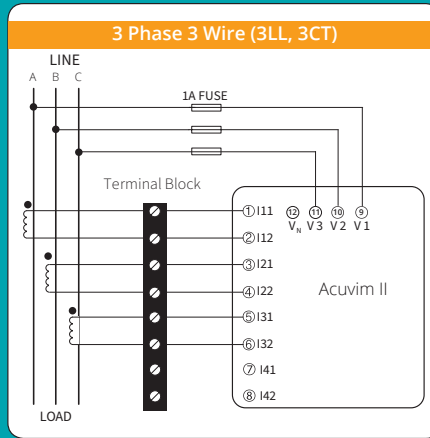 3 Phase 3 Wire (3LL, 3CT)
LINE
A B C
1A FUSE
Terminal Block
⑫ ⑪ ⑩ ⑨
VN V3 V2 V1
Acuvim II
① I11
② I12
③ I21
④ I22
⑤ I31
⑥ I32
⑦ I41
⑧ I42
LOAD